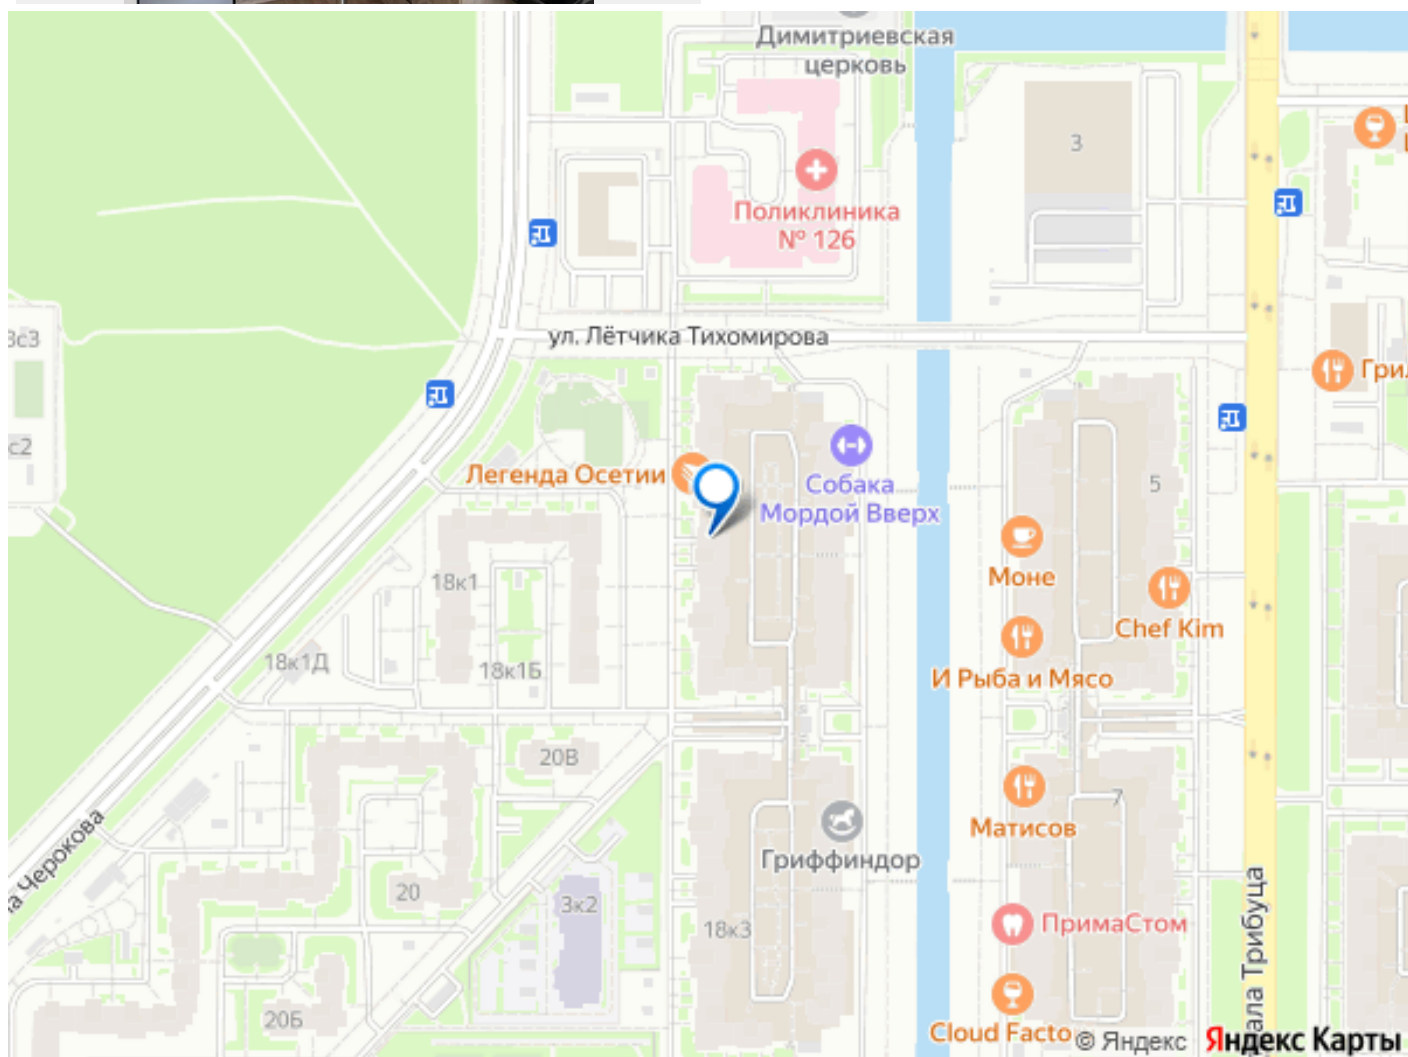 Димитриевская
церковь
3
Поликлиника
№ 126
3с3
ул. Лётчика Тихомирова
Грил
с2
Легенда Осетии
Собака
Мордой Вверх
5
18к1
Моне
Chef Kim
18к1Д
18к1Б
И Рыба и Мясо
20В
7
Матисов
Гриффиндор
а Черокова
20
3к2
18к3
ПримаСтом
ала Трибуца
20Б
Cloud Facto
© Яндекс
Яндекс Карты